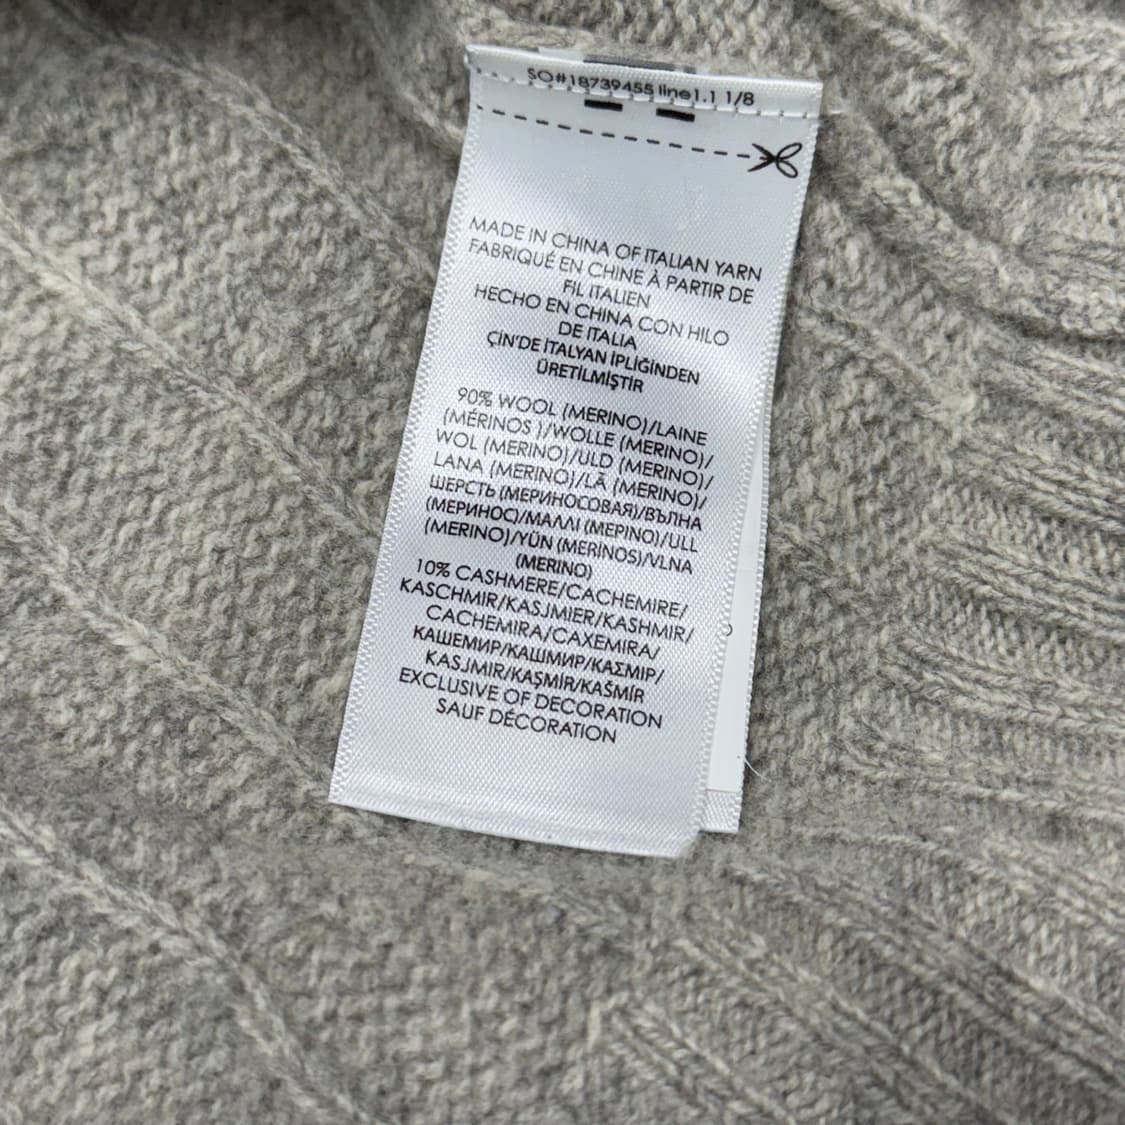 SO#18739455 line1.1 1/8
MADE IN CHINA OF ITALIAN YARN
FABRIQUÉ EN CHINE À PARTIR DE
FIL ITALIEN
HECHO EN CHINA CON HILO
DE ITALIA
ÇİN'DE İTALYAN İPLİĞİNDEN
ÜRETİLMİŞTİR
90% WOOL (MERINO)/LAINE
(MÉRINOS )/WOLLE (MERINO)/
WOL (MERINO)/ULD (MERINO)/
LANA (MERINO)/LÃ (MERINO)/
ШЕРСТЬ (МЕРИНОСОВАЯ)/ВЪЛНА
(МЕРИНОС)/ΜΑΛΛΙ (ΜΕΡΙΝΟ)/ULL
(MERINO)/YÜN (MERİNOS)/VLNA
(MERINO)
10% CASHMERE/CACHEMIRE/
KASCHMIR/KASJMIER/KASHMIR/
CACHEMIRA/CAXEMIRA/
КАШЕМИР/КАШМИР/ΚΑΣΜΙΡ/
KASJMIR/KAŞMİR/KAŠMÍR
EXCLUSIVE OF DECORATION
SAUF DÉCORATION